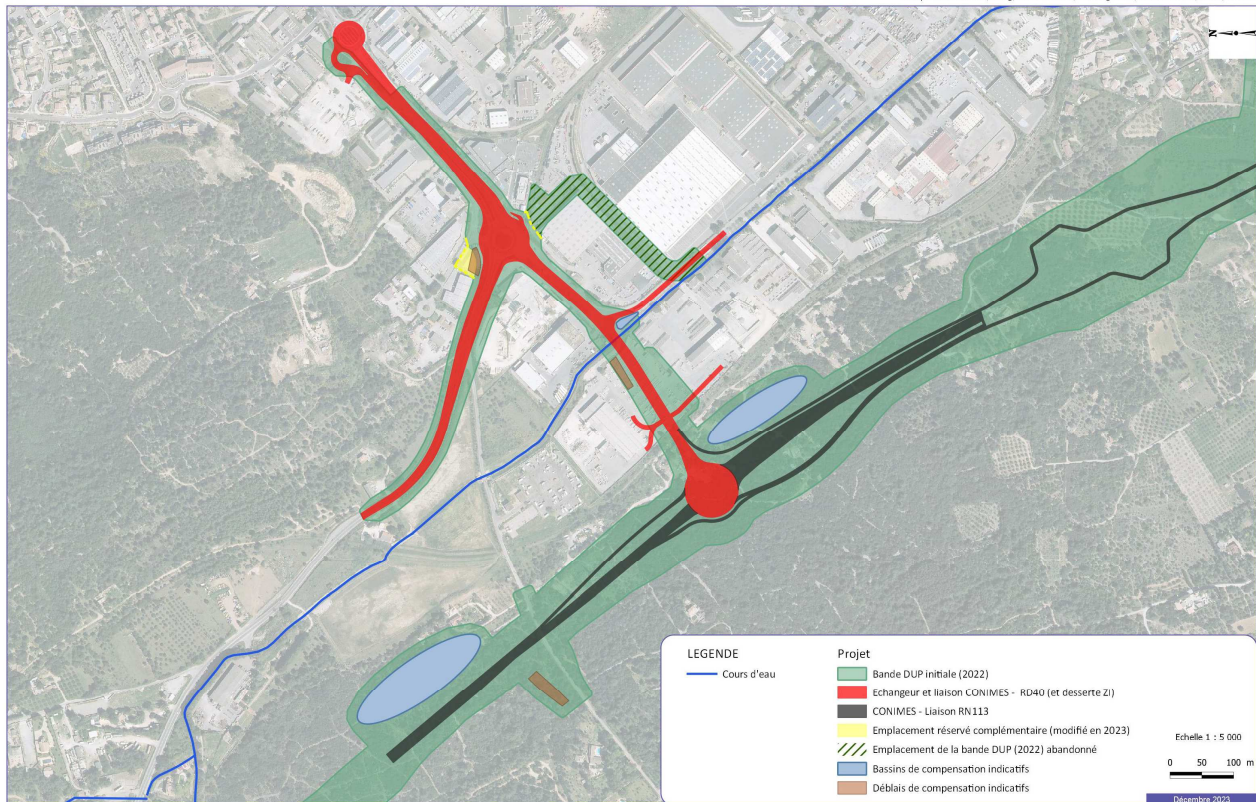 N
LEGENDE
Cours d'eau
Projet
Bande DUP initiale (2022)
Echangeur et liaison CONIMES - RD40 (et desserte ZI)
CONIMES - Liaison RN113
Emplacement réservé complémentaire (modifié en 2023)
Emplacement de la bande DUP (2022) abandonné
Bassins de compensation indicatifs
Déblais de compensation indicatifs
Echelle 1 : 5 000
0 50 100 m
Décembre 2023